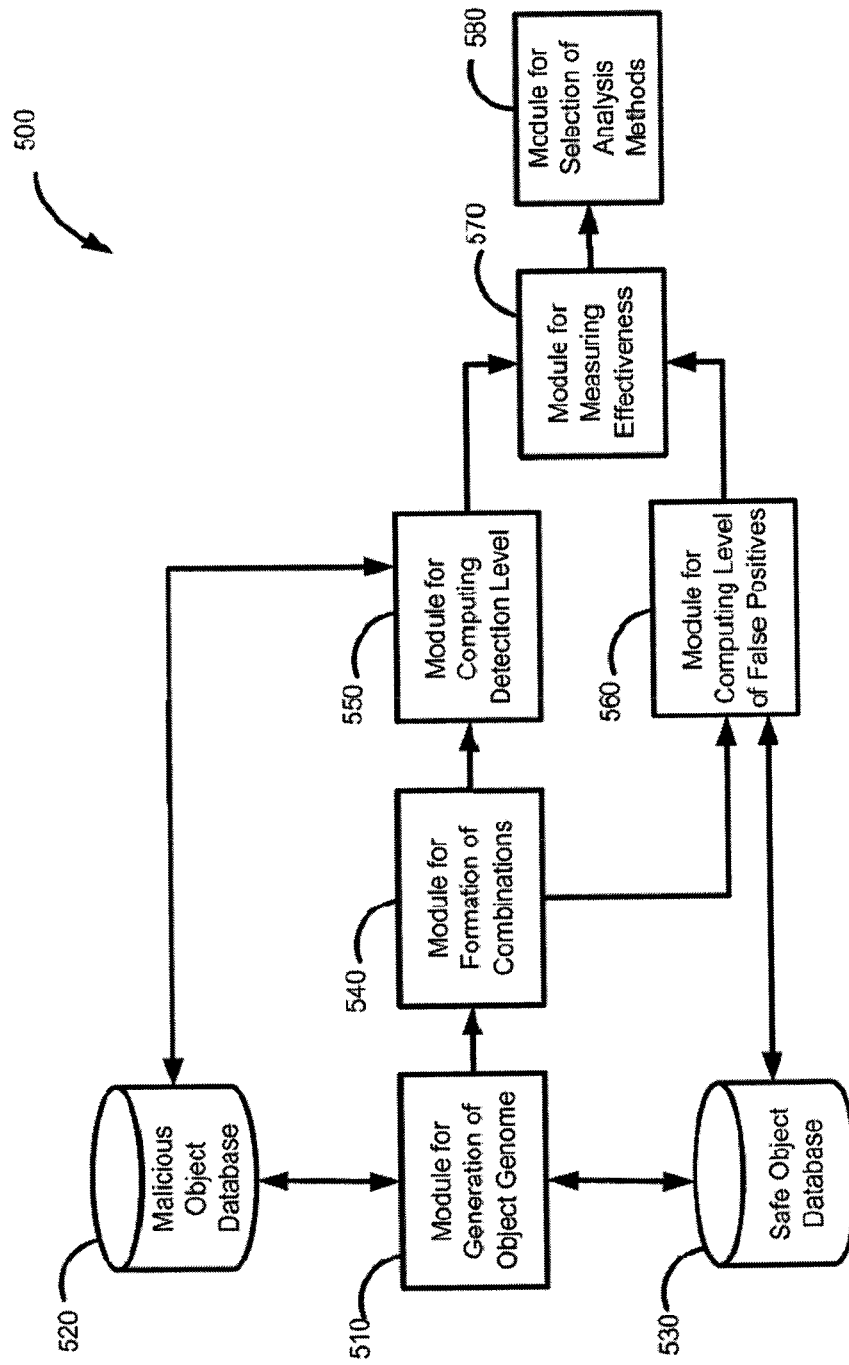 500
520
Malicious
Object
Database
510
Module for
Generation of
Object Genome
530
Safe Object
Database
540
Module for
Formation of
Combinations
550
Module for
Computing
Detection Level
560
Module for
Computing Level
of False Positives
570
Module for
Measuring
Effectiveness
580
Module for
Selection of
Analysis
Methods